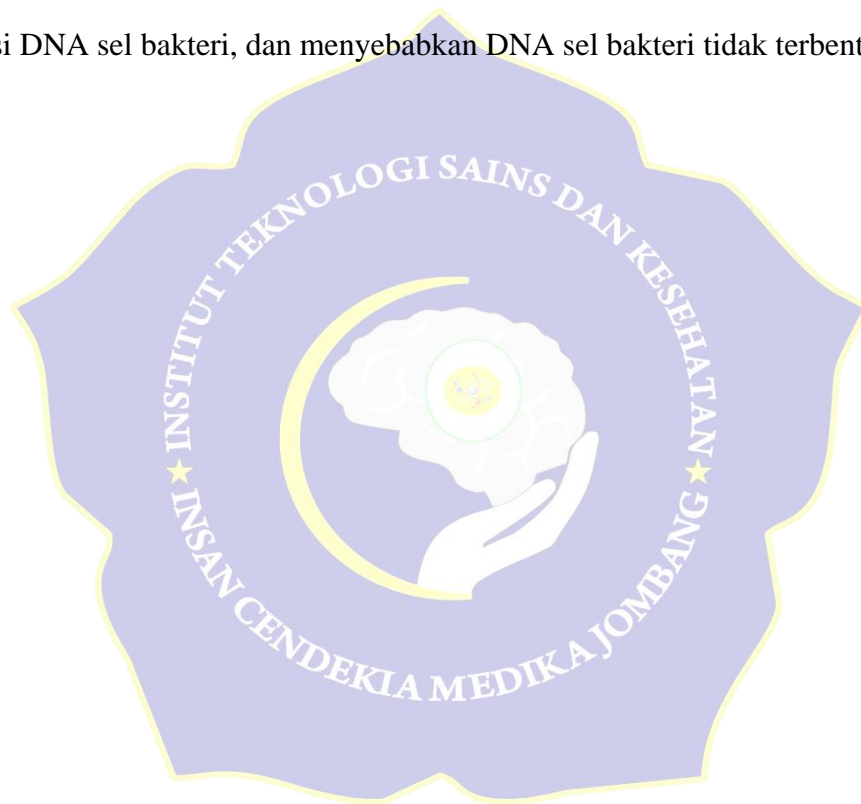 si DNA sel bakteri, dan menyebabkan DNA sel bakteri tidak terbent
INSTITUT TEKNOLOGI SAINS DAN KESEHATAN
INSAN CENDEKIA MEDIKA JOMBANG